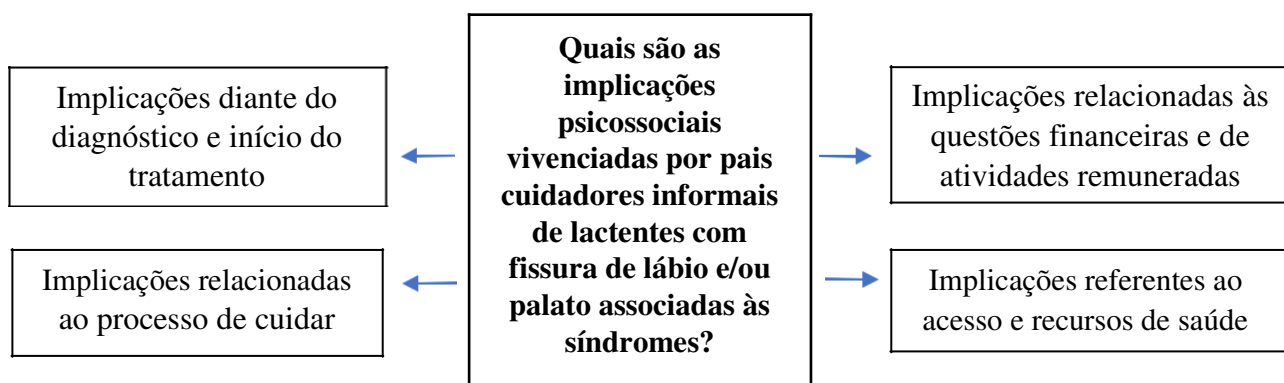 Implicações diante do
diagnóstico e início do
tratamento
Implicações relacionadas
ao processo de cuidar
Quais são as
implicações
psicossociais
vivenciadas por pais
cuidadores informais
de lactentes com
fissura de lábio e/ou
palato associadas às
síndromes?
Implicações relacionadas às
questões financeiras e de
atividades remuneradas
Implicações referentes ao
acesso e recursos de saúde